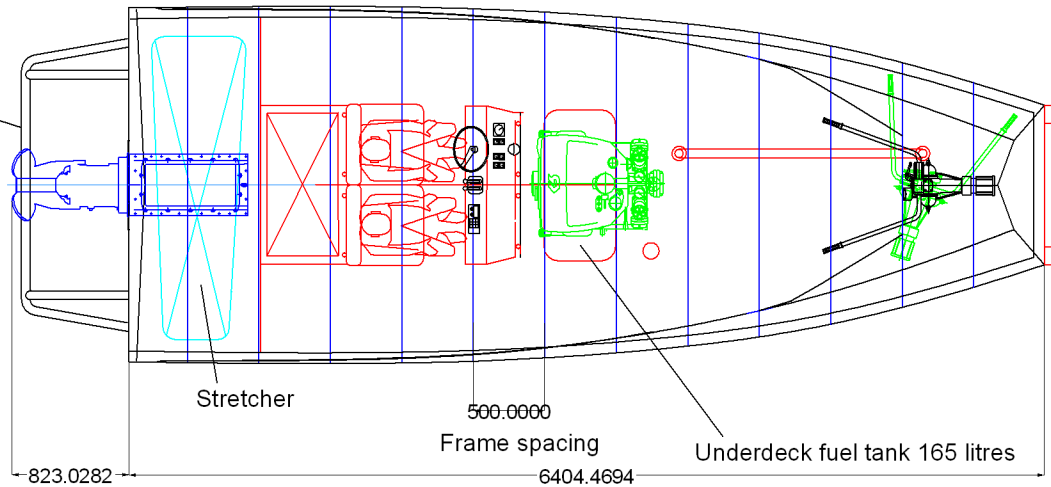 Stretcher
500.0000
Frame spacing
Underdeck fuel tank 165 litres
823.0282
6404.4694